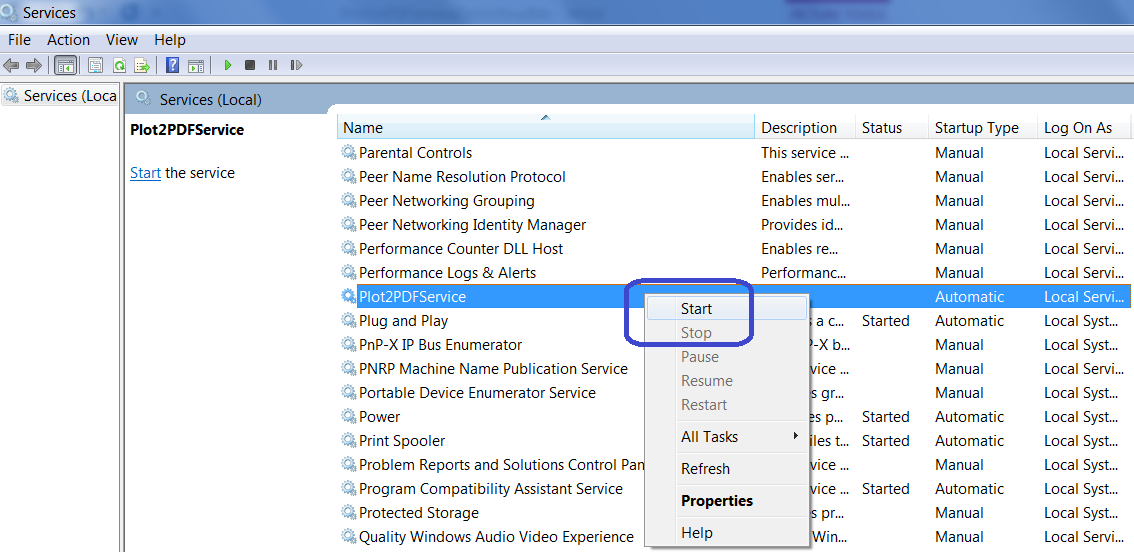 Services
File Action View Help
Services (Loca
Services (Local)
Plot2PDFService
Start the service
Name Description Status Startup Type Log On As
Parental Controls This service ... Manual Local Servi...
Peer Name Resolution Protocol Enables ser... Manual Local Servi...
Peer Networking Grouping Enables mul... Manual Local Servi...
Peer Networking Identity Manager Provides id... Manual Local Servi...
Performance Counter DLL Host Enables re... Manual Local Servi...
Performance Logs & Alerts Performanc... Manual Local Servi...
Plot2PDFService Automatic Local Servi...
Plug and Play s a c... Started Automatic Local Syst...
PnP-X IP Bus Enumerator P-X b... Manual Local Syst...
PNRP Machine Name Publication Service vice ... Manual Local Servi...
Portable Device Enumerator Service es gr... Manual Local Syst...
Power es p... Started Automatic Local Syst...
Print Spooler iles t... Started Automatic Local Syst...
Problem Reports and Solutions Control Pan vice ... Manual Local Syst...
Program Compatibility Assistant Service vice ... Started Automatic Local Syst...
Protected Storage es pr... Manual Local Syst...
Quality Windows Audio Video Experience Win... Manual Local Servi...
Start
Stop
Pause
Resume
Restart
All Tasks
Refresh
Properties
Help